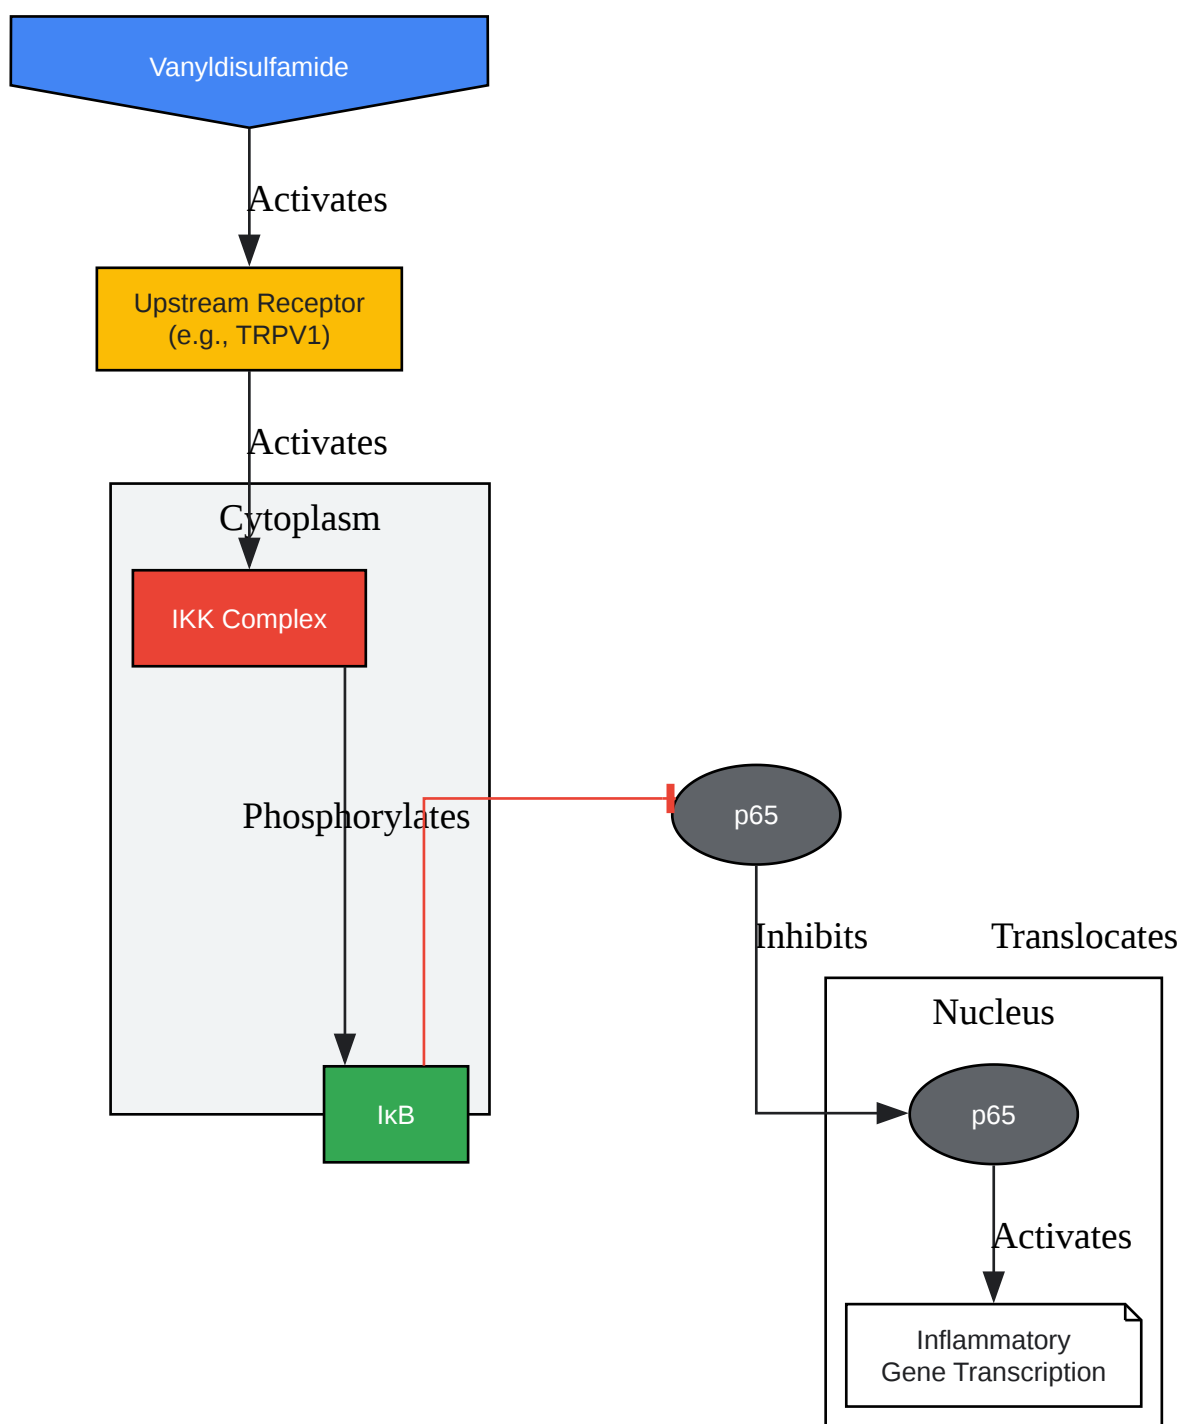 Vanyldisulfamide
Activates
Upstream Receptor
(e.g., TRPV1)
Activates
Cytoplasm
IKK Complex
Phosphorylates
p65
Inhibits
Translocates
Nucleus
IκB
p65
Activates
Inflammatory
Gene Transcription